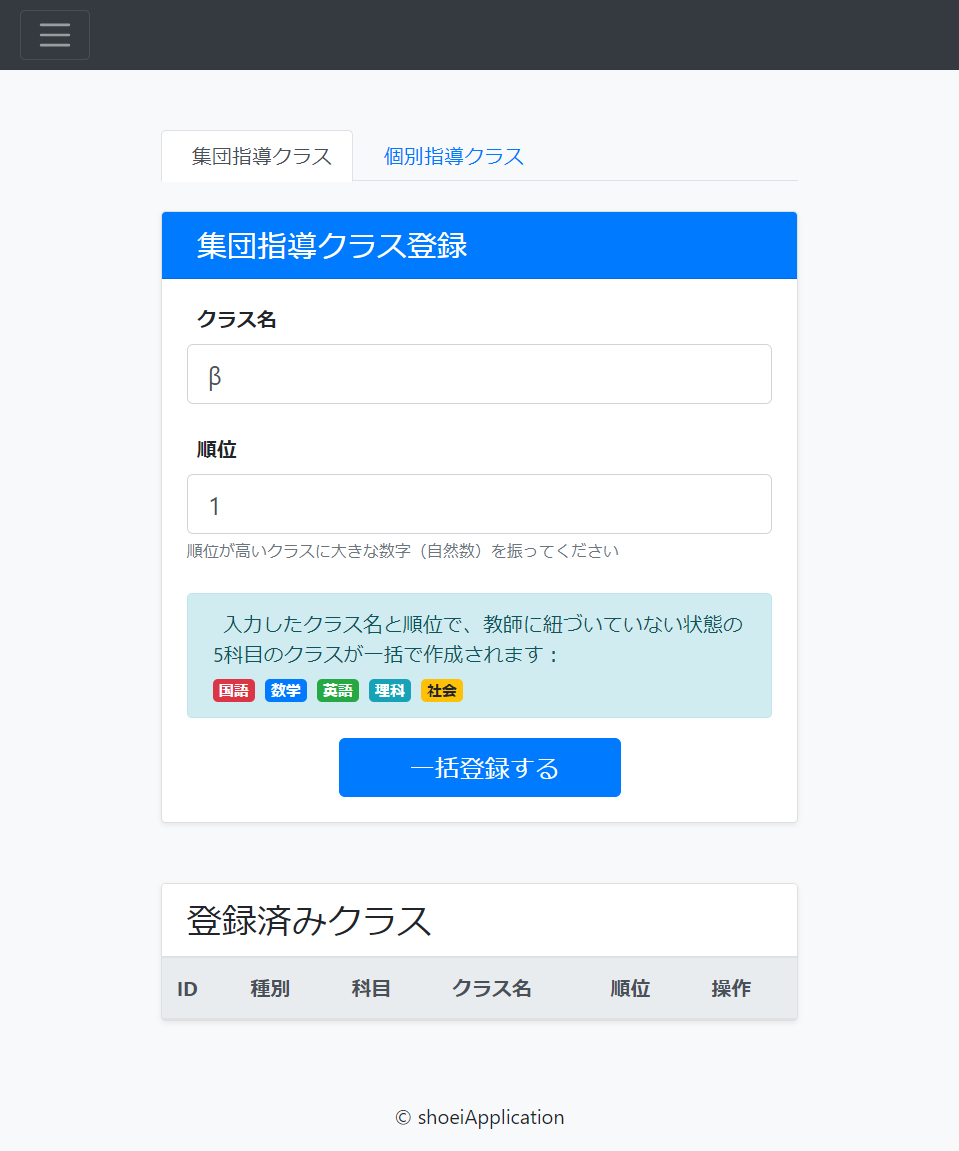 集団指導クラス 個別指導クラス
集団指導クラス登録
クラス名
β
順位
1
順位が高いクラスに大きな数字（自然数）を振ってください
入力したクラス名と順位で、教師に紐づいていない状態の
5科目のクラスが一括で作成されます：
国語 数学 英語 理科 社会
一括登録する
登録済みクラス
ID 種別 科目 クラス名 順位 操作
© shoeiApplication